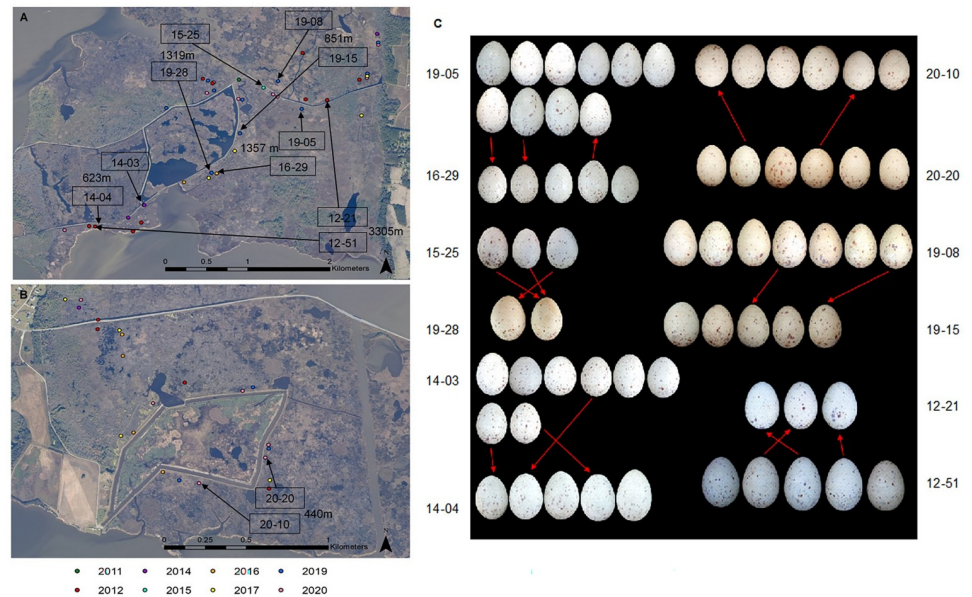 A
15-25
19-08
851m
1319m
19-28
19-15
1357 m
19-05
14-03
16-29
623m
14-04
12-21
3305m
12-51
0 0.5 1 2
Kilometers
N
B
20-20
440m
20-10
N
0 0.25 0.5 1
Kilometers
2011 2014 2016 2019
2012 2015 2017 2020
C
19-05
20-10
16-29
20-20
15-25
19-08
19-28
19-15
14-03
12-21
14-04
12-51